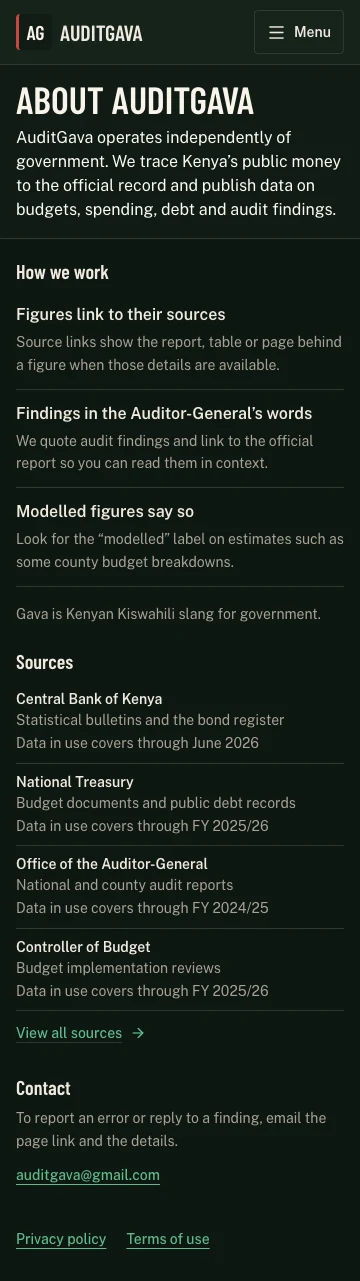 AG AUDITGAVA
Menu
ABOUT AUDITGAVA
AuditGava operates independently of
government. We trace Kenya’s public money
to the official record and publish data on
budgets, spending, debt and audit findings.
How we work
Figures link to their sources
Source links show the report, table or page behind
a figure when those details are available.
Findings in the Auditor-General’s words
We quote audit findings and link to the official
report so you can read them in context.
Modelled figures say so
Look for the “modelled” label on estimates such as
some county budget breakdowns.
Gava is Kenyan Kiswahili slang for government.
Sources
Central Bank of Kenya
Statistical bulletins and the bond register
Data in use covers through June 2026
National Treasury
Budget documents and public debt records
Data in use covers through FY 2025/26
Office of the Auditor-General
National and county audit reports
Data in use covers through FY 2024/25
Controller of Budget
Budget implementation reviews
Data in use covers through FY 2025/26
View all sources →
Contact
To report an error or reply to a finding, email the
page link and the details.
auditgava@gmail.com
Privacy policy Terms of use